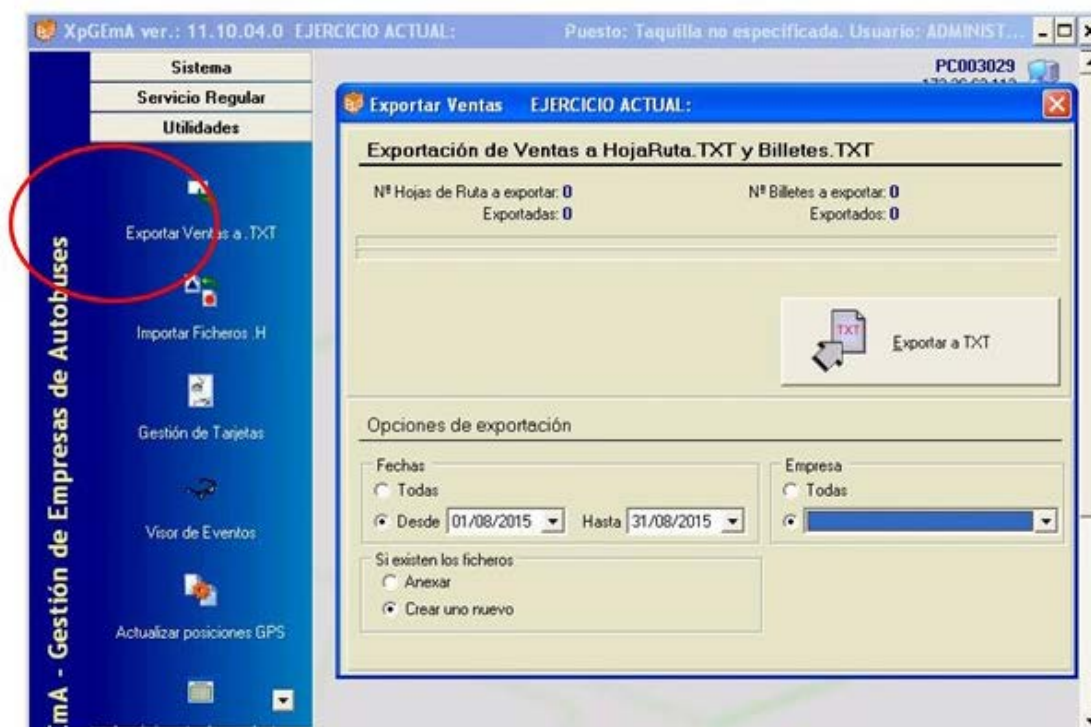 XpGEmA ver.: 11.10.04.0 EJERCICIO ACTUAL: Puesto: Taquilla no especificada. Usuario: ADMINIST...
PC003029
Sistema
Servicio Regular
Utilidades
Exportar Ventas a .TXT
Importar Ficheros .H
Gestión de Tarjetas
Visor de Eventos
Actualizar posiciones GPS
EmA - Gestión de Empresas de Autobuses
Exportar Ventas EJERCICIO ACTUAL:
Exportación de Ventas a HojaRuta.TXT y Billetes.TXT
Nº Hojas de Ruta a exportar: 0 Nº Billetes a exportar: 0
Exportadas: 0 Exportados: 0
TXT
Exportar a TXT
Opciones de exportación
Fechas
Todas
Desde 01/08/2015 Hasta 31/08/2015
Empresa
Todas
Si existen los ficheros
Anexar
Crear uno nuevo